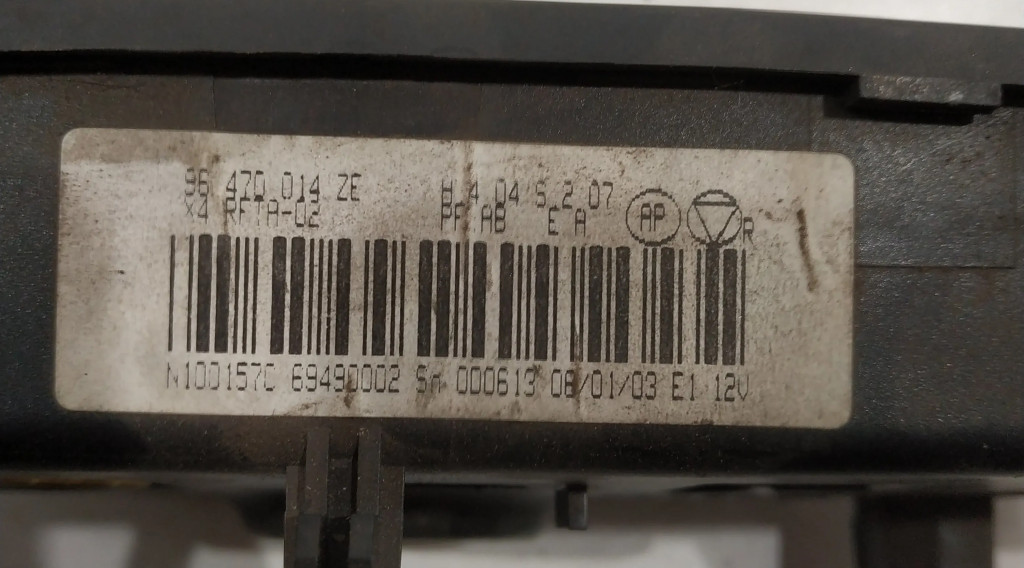 96 470 014 ZE H 4.04 S 2.07
X4 RFTA-02 PF AB E A AP R
N100157C 69490002 Sn 000613 08/01/03 E1 12V